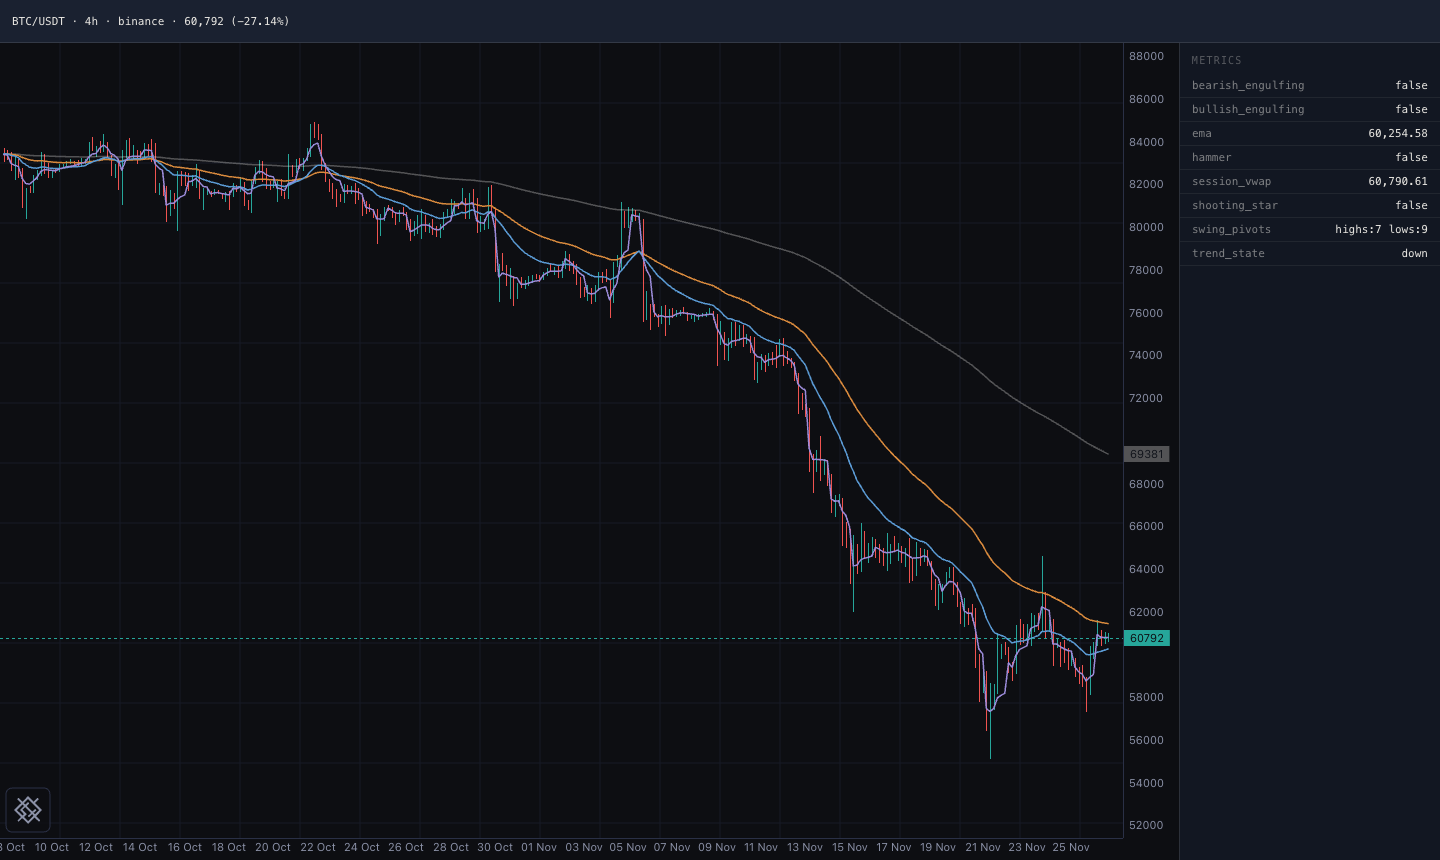 BTC/USDT · 4h · binance · 60,792 (−27.14%)
METRICS
bearish_engulfing false
bullish_engulfing false
ema 60,254.58
hammer false
session_vwap 60,790.61
shooting_star false
swing_pivots highs:7 lows:9
trend_state down
88000
86000
84000
82000
80000
78000
76000
74000
72000
69381
68000
66000
64000
62000
60792
58000
56000
54000
52000
8 Oct 10 Oct 12 Oct 14 Oct 16 Oct 18 Oct 20 Oct 22 Oct 24 Oct 26 Oct 28 Oct 30 Oct 01 Nov 03 Nov 05 Nov 07 Nov 09 Nov 11 Nov 13 Nov 15 Nov 17 Nov 19 Nov 21 Nov 23 Nov 25 Nov